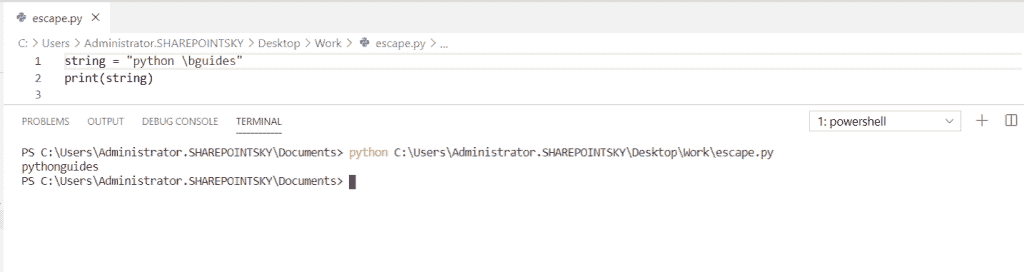 escape.py ×
C: > Users > Administrator.SHAREPOINTSKY > Desktop > Work > escape.py > ...
1 string = "python \bguides"
2 print(string)
3
PROBLEMS OUTPUT DEBUG CONSOLE TERMINAL 1: powershell
PS C:\Users\Administrator.SHAREPOINTSKY\Documents> python C:\Users\Administrator.SHAREPOINTSKY\Desktop\Work\escape.py
pythonguides
PS C:\Users\Administrator.SHAREPOINTSKY\Documents>